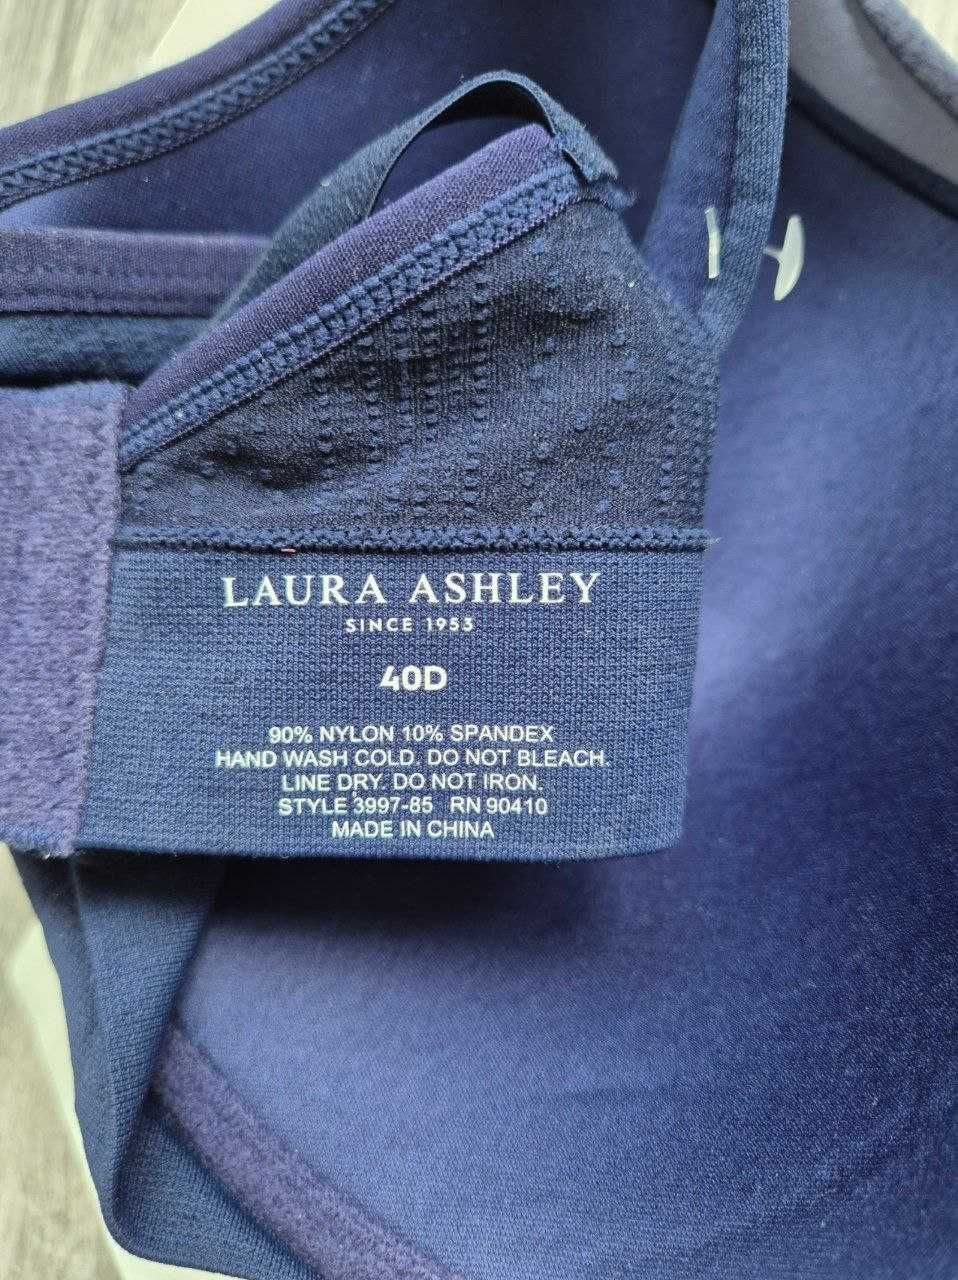 LAURA ASHLEY
SINCE 1953
40D
90% NYLON 10% SPANDEX
HAND WASH COLD. DO NOT BLEACH.
LINE DRY. DO NOT IRON.
STYLE 3997-85 RN 90410
MADE IN CHINA